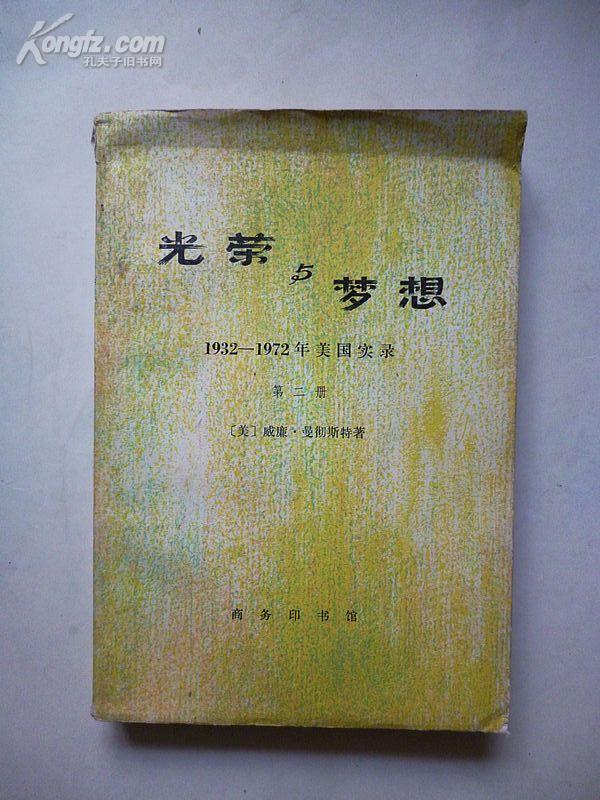 Kongfz.com
孔夫子旧书网
光荣与梦想
1932—1972年美国实录
第二册
〔美〕威廉·曼彻斯特著
商务印书馆